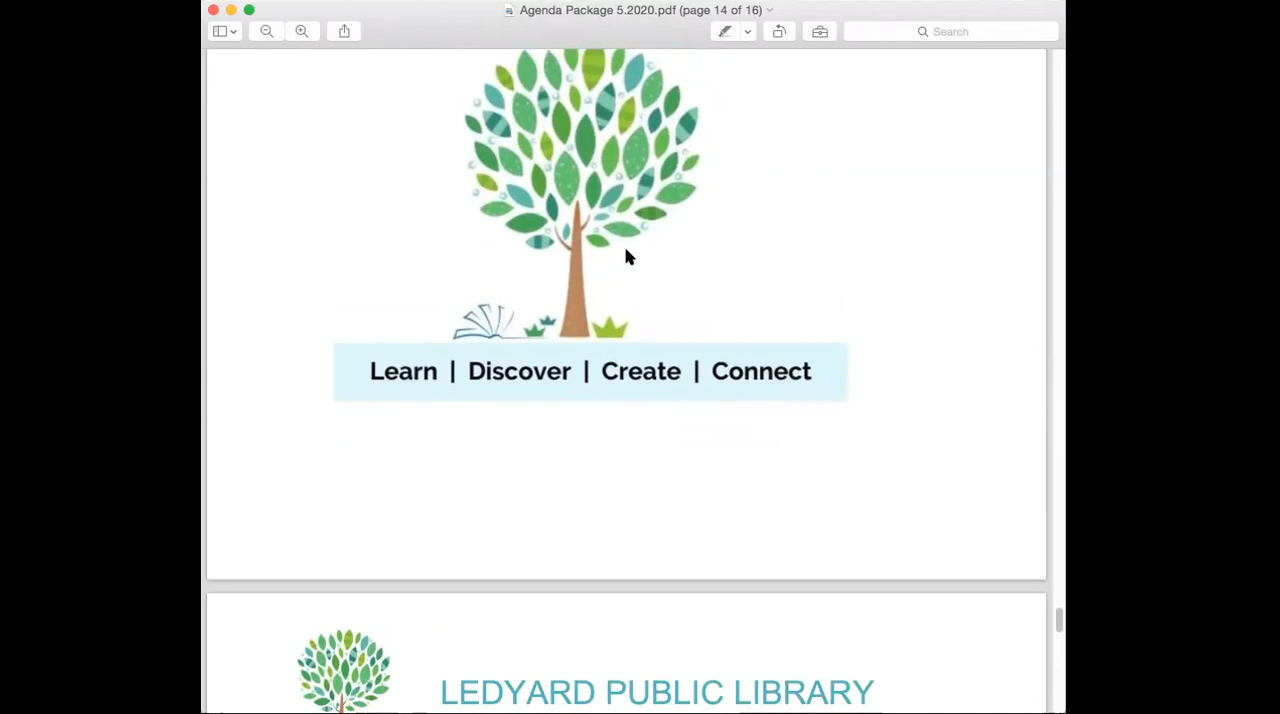 Agenda Package 5.2020.pdf (page 14 of 16)
Search
Learn | Discover | Create | Connect
LEDYARD PUBLIC LIBRARY